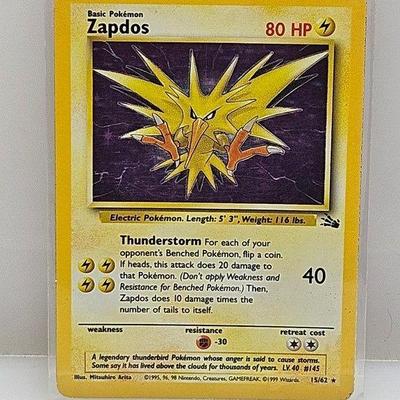 Basic Pokémon
Zapdos 80 HP
Electric Pokémon. Length: 5' 3", Weight: 116 lbs.
Thunderstorm For each of your
opponent's Benched Pokémon, flip a coin.
If heads, this attack does 20 damage to
that Pokémon. (Don't apply Weakness and
Resistance for Benched Pokémon.) Then,
Zapdos does 10 damage times the
number of tails to itself.
40
weakness resistance retreat cost
-30
A legendary thunderbird Pokémon whose anger is said to cause storms.
Some say it has lived above the clouds for thousands of years. LV. 40 #145
Illus. Mitsuhiro Arita ©1995, 96, 98 Nintendo, Creatures, GAMEFREAK. ©1999 Wizards. 15/62 ★